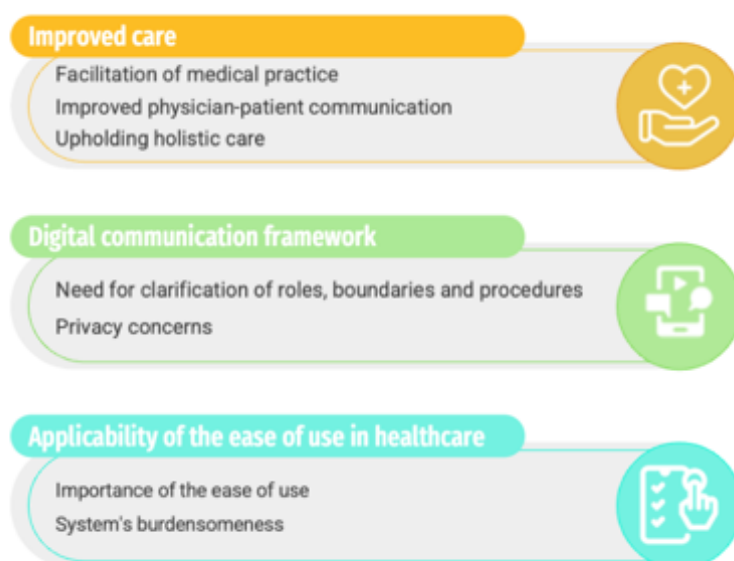 Improved care
Facilitation of medical practice
Improved physician-patient communication
Upholding holistic care
Digital communication framework
Need for clarification of roles, boundaries and procedures
Privacy concerns
Applicability of the ease of use in healthcare
Importance of the ease of use
System's burdensomeness